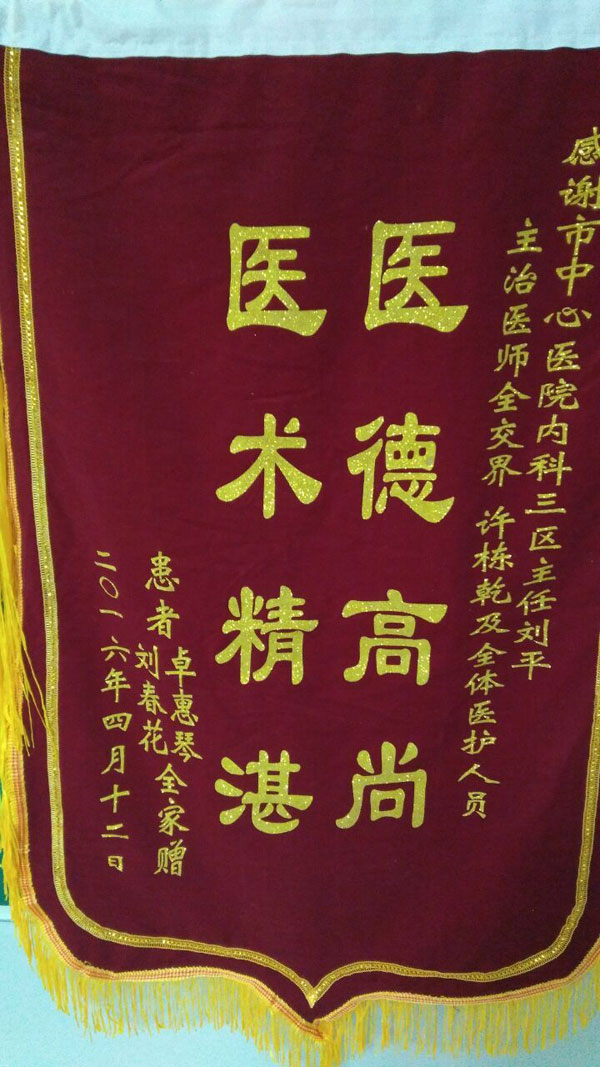 感谢市中心医院内科三区主任刘平
主治医师全交界 许栋乾及全体医护人员
医德高尚
医术精湛
患者 卓惠琴
刘春花 全家赠
二〇一六年四月十二日